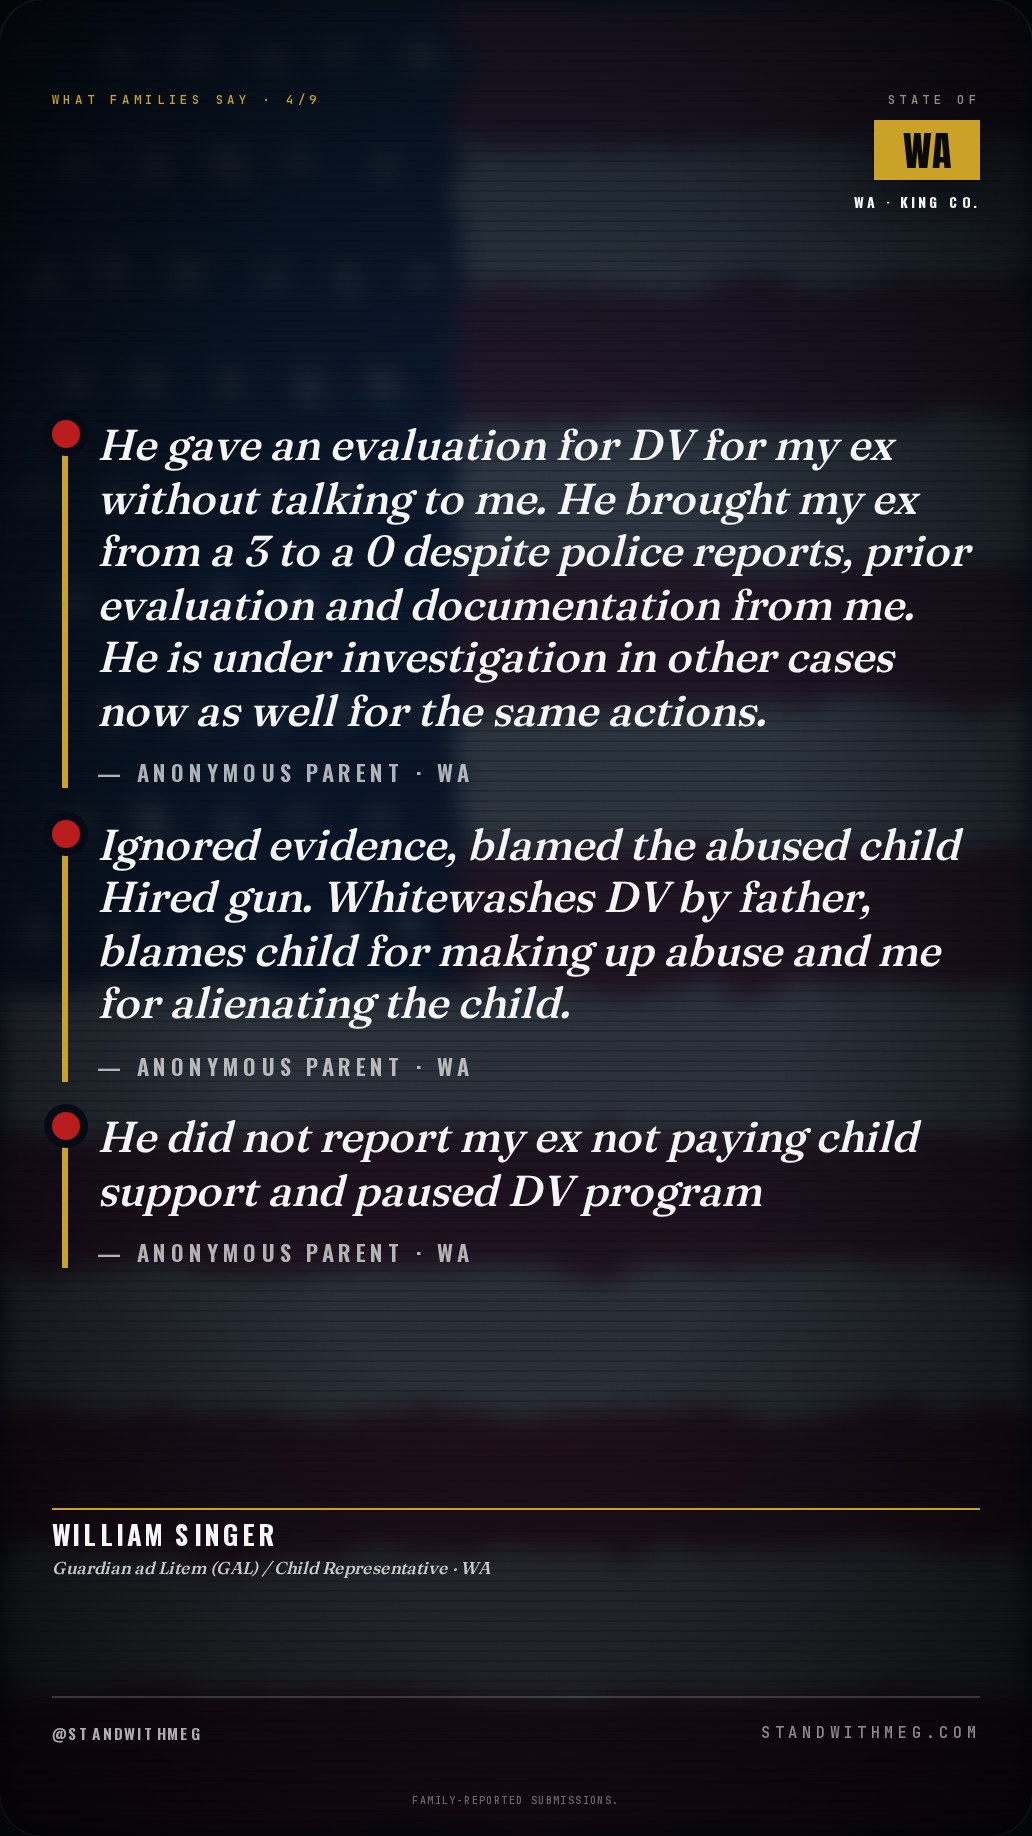 WHAT FAMILIES SAY · 4/9
STATE OF
WA
WA · KING CO.
He gave an evaluation for DV for my ex
without talking to me. He brought my ex
from a 3 to a 0 despite police reports, prior
evaluation and documentation from me.
He is under investigation in other cases
now as well for the same actions.
— ANONYMOUS PARENT · WA
Ignored evidence, blamed the abused child
Hired gun. Whitewashes DV by father,
blames child for making up abuse and me
for alienating the child.
— ANONYMOUS PARENT · WA
He did not report my ex not paying child
support and paused DV program
— ANONYMOUS PARENT · WA
WILLIAM SINGER
Guardian ad Litem (GAL) / Child Representative · WA
@STANDWITHMEG
STANDWITHMEG.COM
FAMILY-REPORTED SUBMISSIONS.